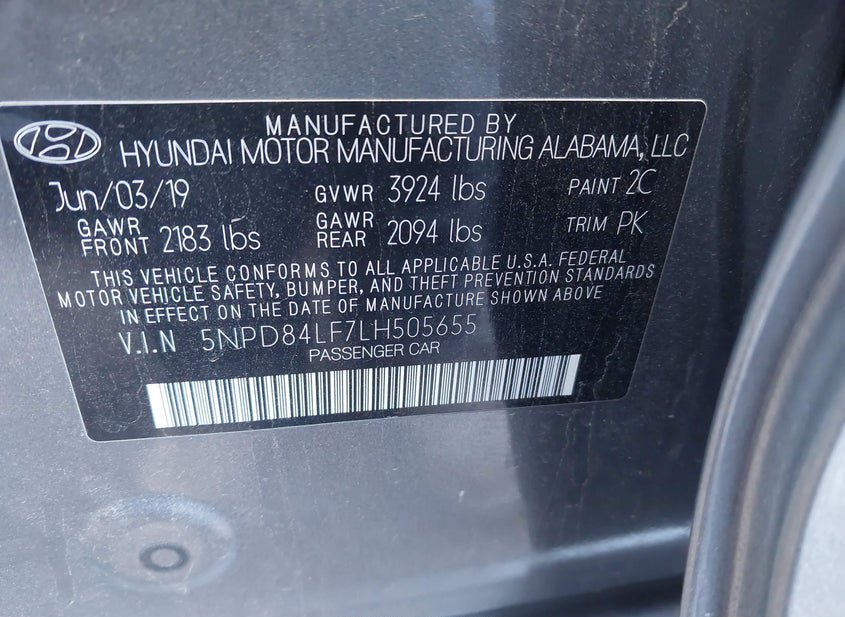 MANUFACTURED BY
HYUNDAI MOTOR MANUFACTURING ALABAMA, LLC
Jun/03/19 GVWR 3924 lbs PAINT 2C
GAWR FRONT 2183 lbs GAWR REAR 2094 lbs TRIM PK
THIS VEHICLE CONFORMS TO ALL APPLICABLE U.S.A. FEDERAL
MOTOR VEHICLE SAFETY, BUMPER, AND THEFT PREVENTION STANDARDS
IN EFFECT ON THE DATE OF MANUFACTURE SHOWN ABOVE
V.I.N 5NPD84LF7LH505655
PASSENGER CAR